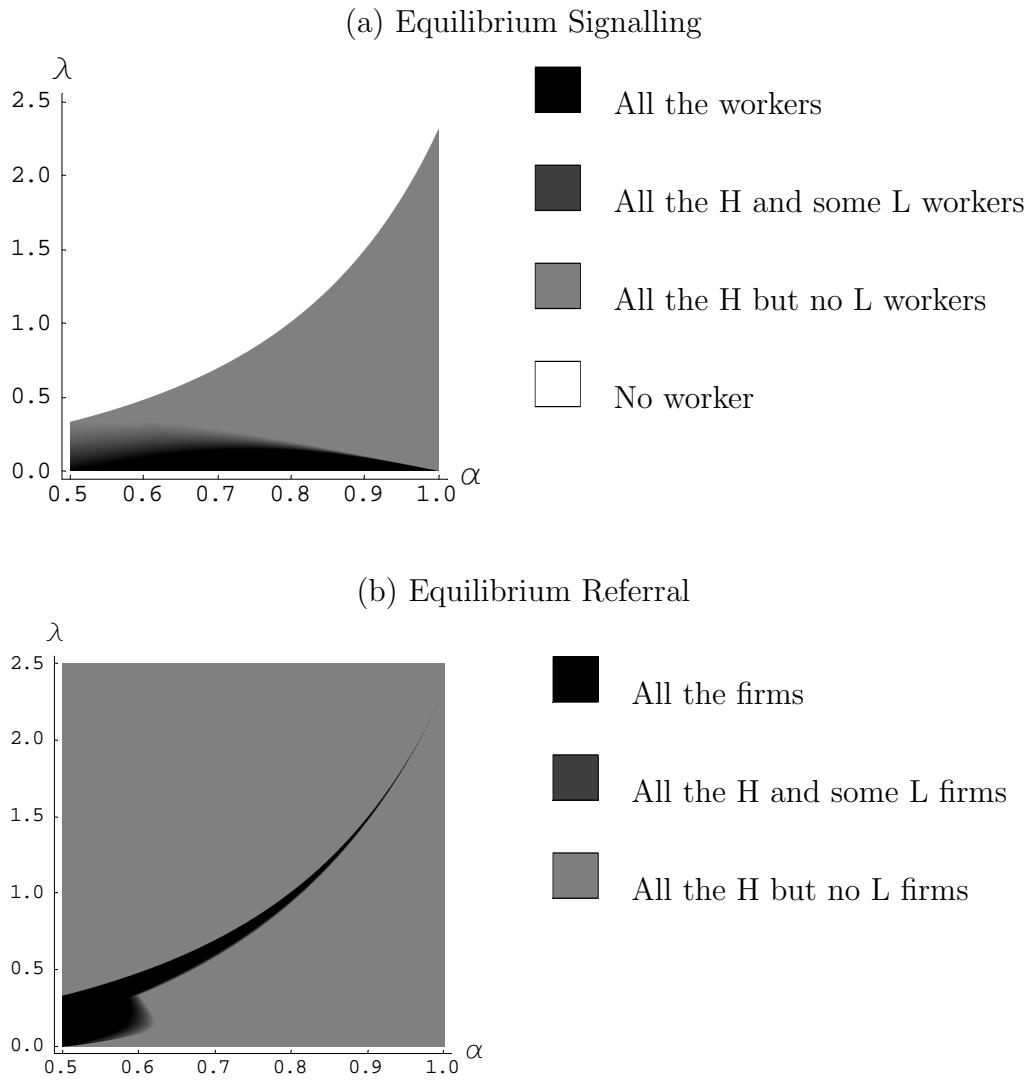 (a) Equilibrium Signalling
λ
2.5
2.0
1.5
1.0
0.5
0.0
0.5 0.6 0.7 0.8 0.9 1.0 α
All the workers
All the H and some L workers
All the H but no L workers
No worker
(b) Equilibrium Referral
λ
2.5
2.0
1.5
1.0
0.5
0.0
0.5 0.6 0.7 0.8 0.9 1.0 α
All the firms
All the H and some L firms
All the H but no L firms